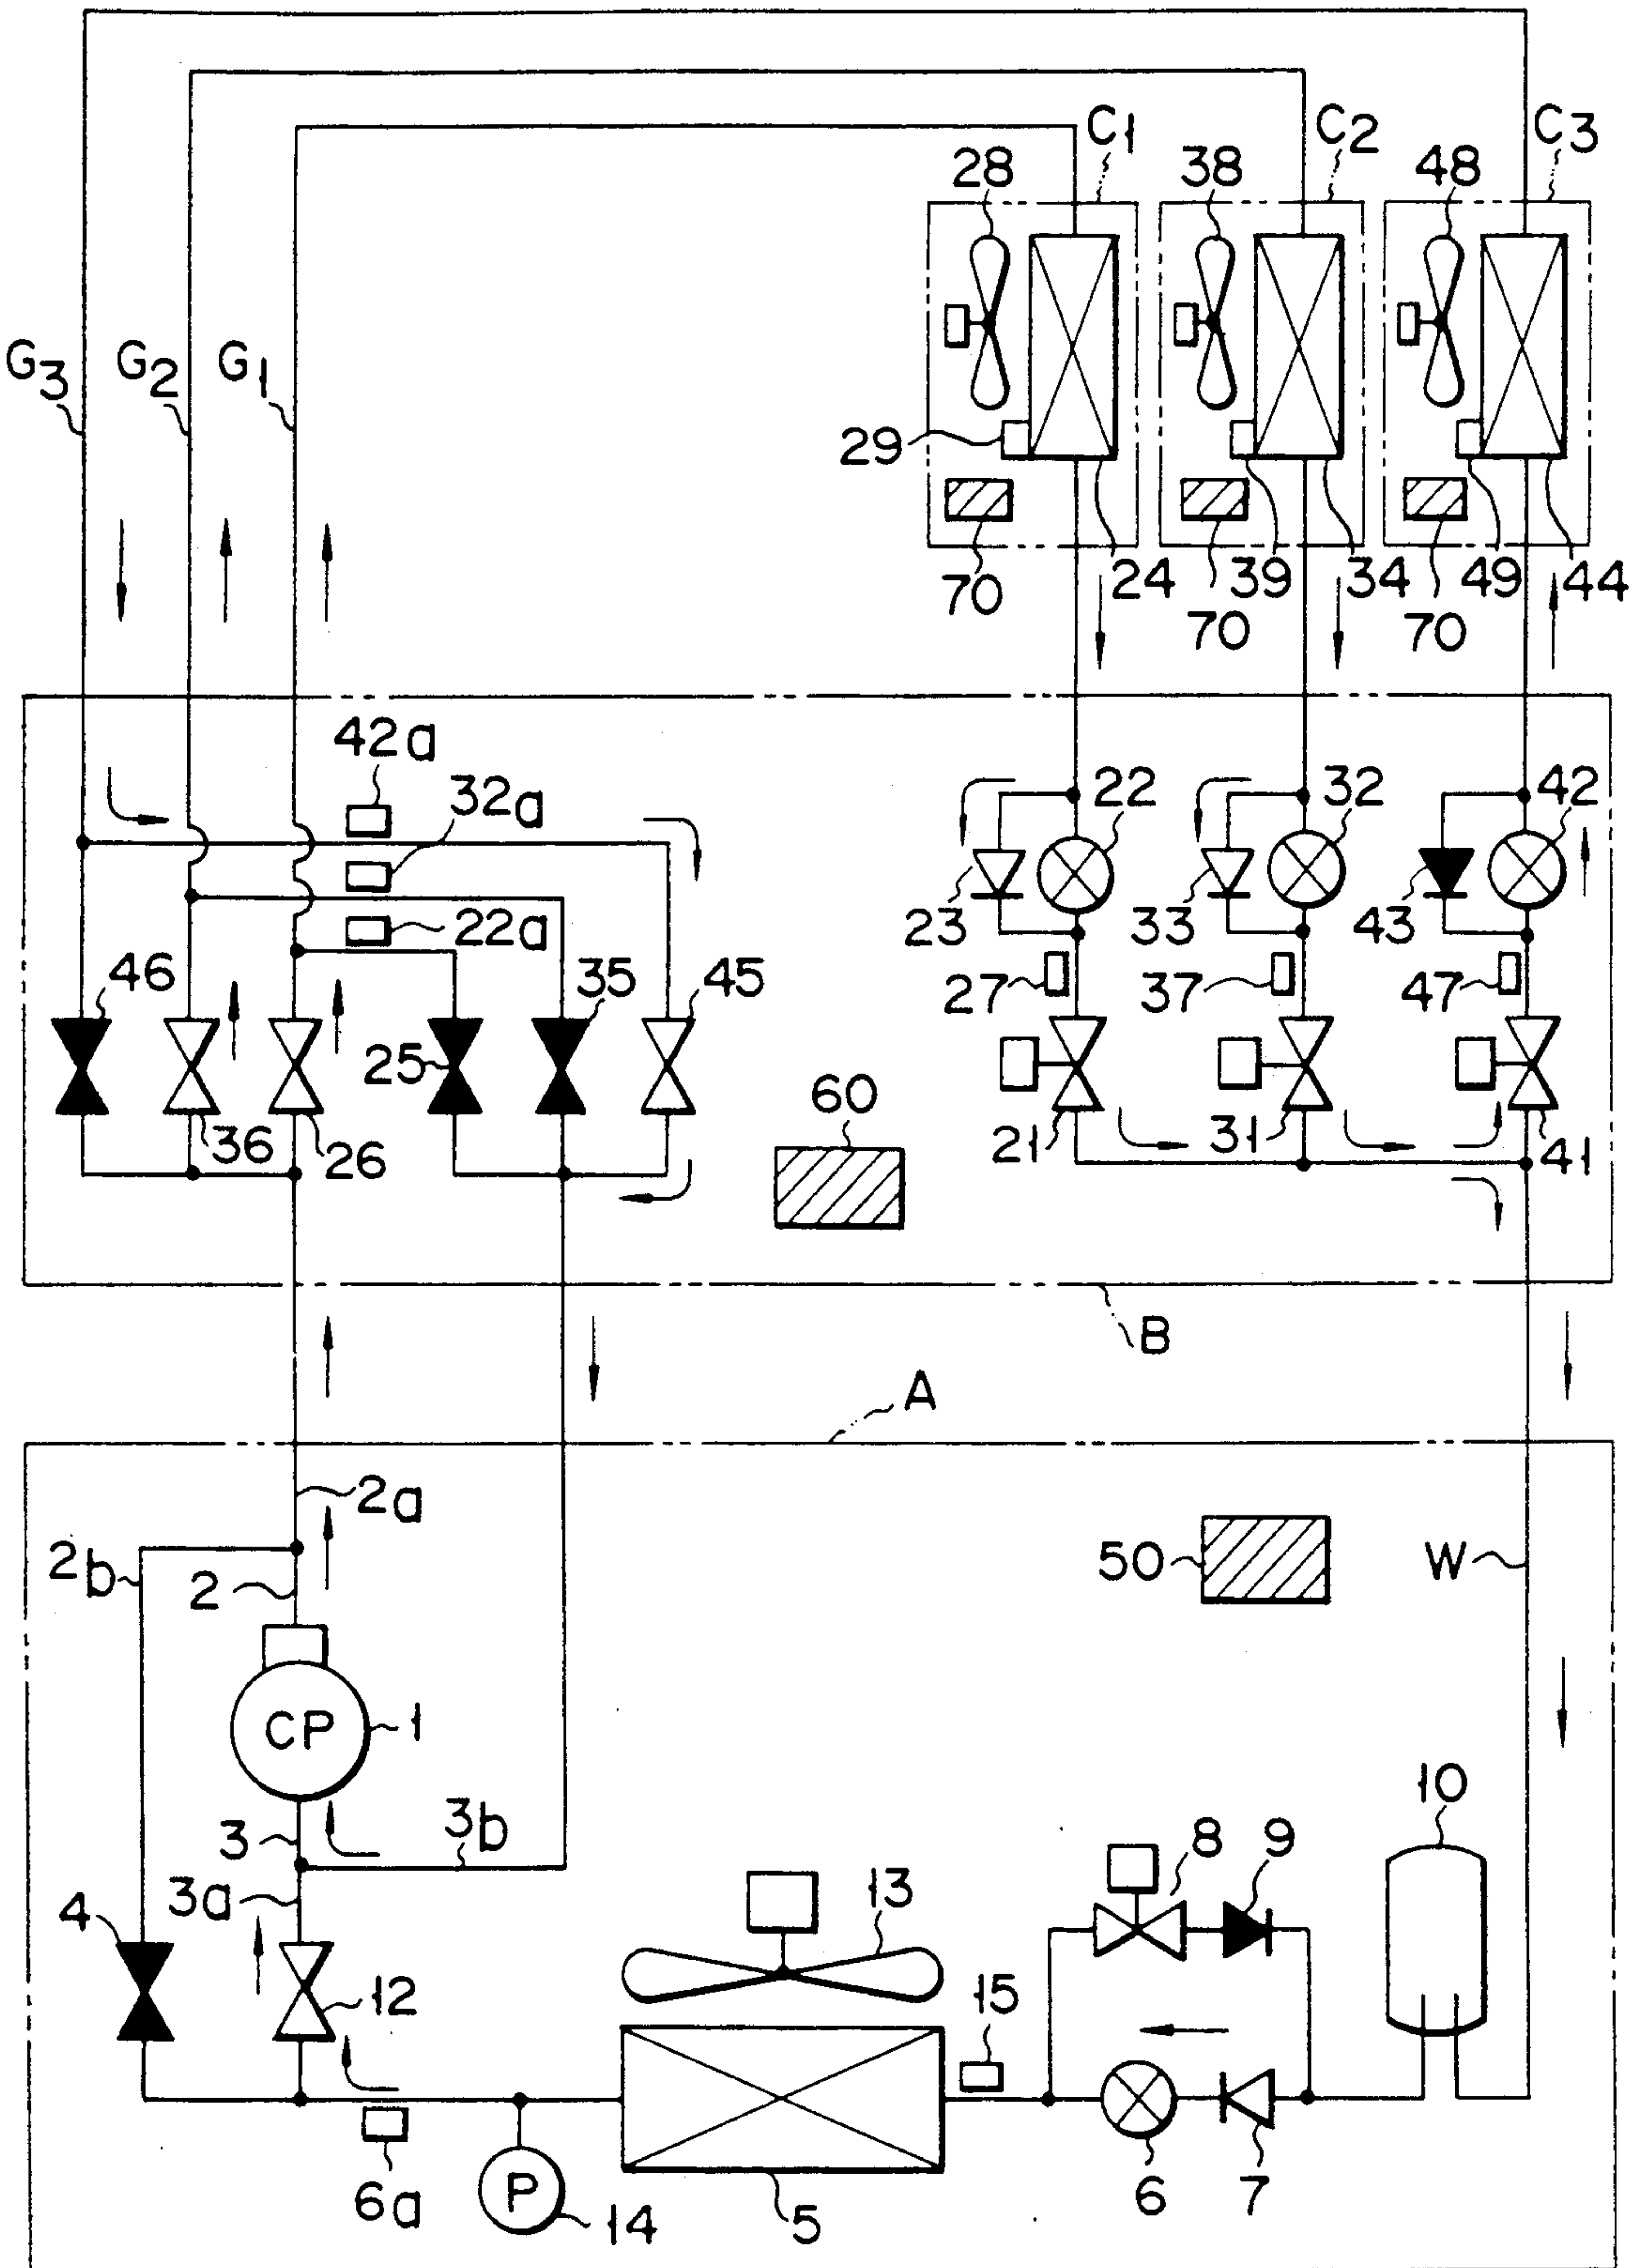 C1 C2 C3
28 38 48
G3 G2 G1
29
70 24 39 34 49 44
70 70
42a
32a 22 32 42
22a 23 33 43
46 35 45 27 37 47
25 60
36 26 21 31 41
B
A
2a
2b 2 50 W
CP 1
10
3 3b 8 9
4 3a 13
12 15
6a P 14 5 6 7